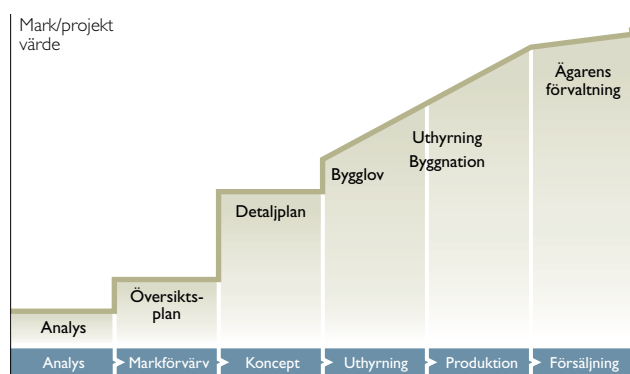 Mark/projekt
värde
Ägarens
förvaltning
Uthyrning
Byggnation
Bygglov
Detaljplan
Översikts-
plan
Analys
Analys
Markförvärv
Koncept
Uthyrning
Produktion
Försäljning